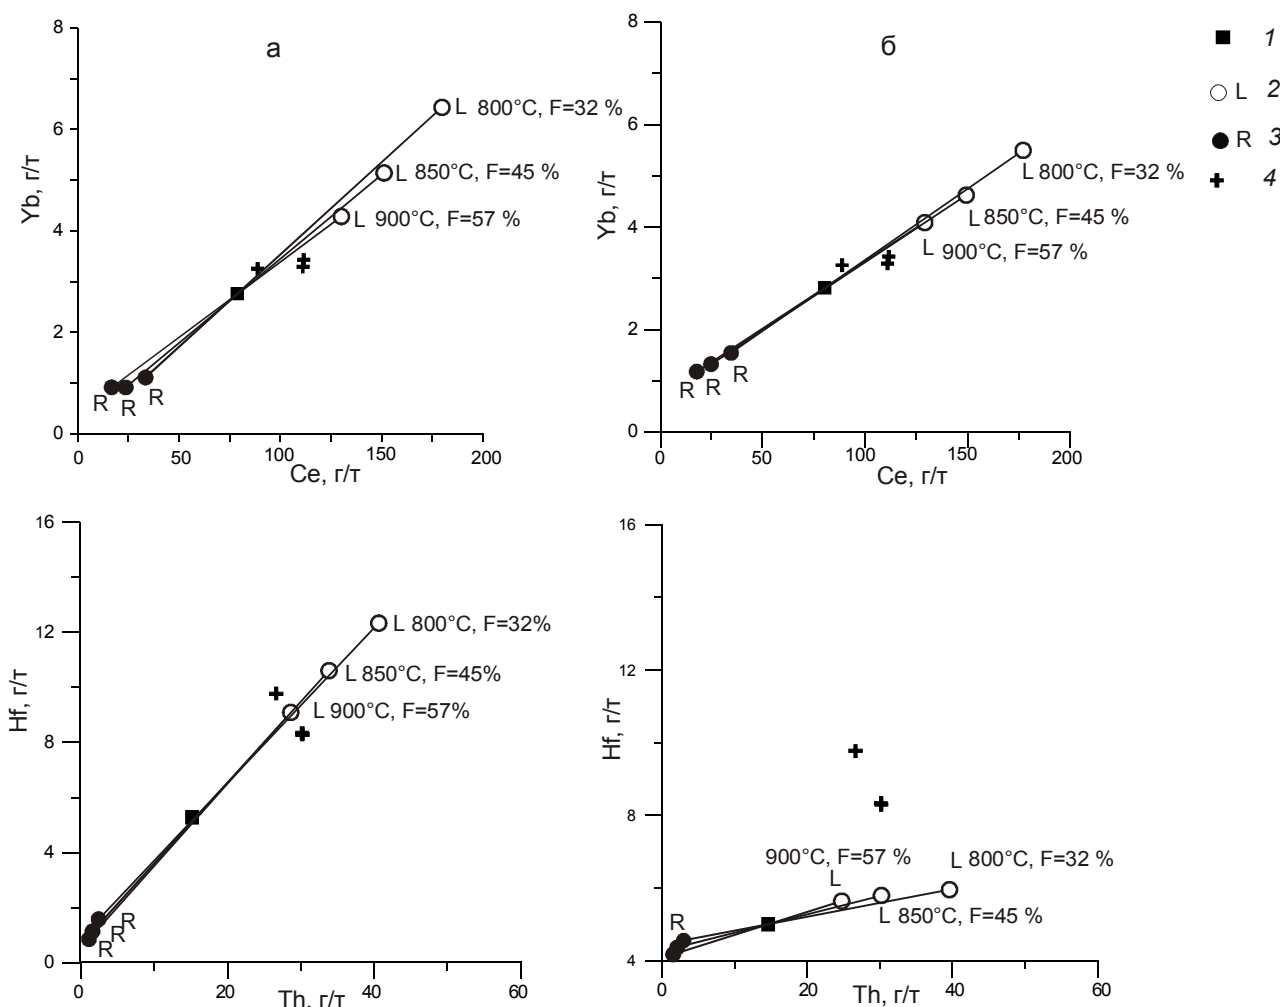 а
8
6
4
2
0
Yb, г/т
L 800°C, F=32 %
L 850°C, F=45 %
L 900°C, F=57 %
R
R
R
0
50
100
150
200
Ce, г/т
б
8
6
4
2
0
Yb, г/т
L 800°C, F=32 %
L 850°C, F=45 %
L 900°C, F=57 %
R
R
R
0
50
100
150
200
Ce, г/т
1
L 2
R 3
4
16
12
8
4
0
Hf, г/т
L 800°C, F=32%
L 850°C, F=45%
L 900°C, F=57%
R
R
R
0
20
40
60
Th, г/т
16
12
8
4
Hf, г/т
900°C, F=57 %
L
L 800°C, F=32 %
L 850°C, F=45 %
R
0
20
40
60
Th, г/т